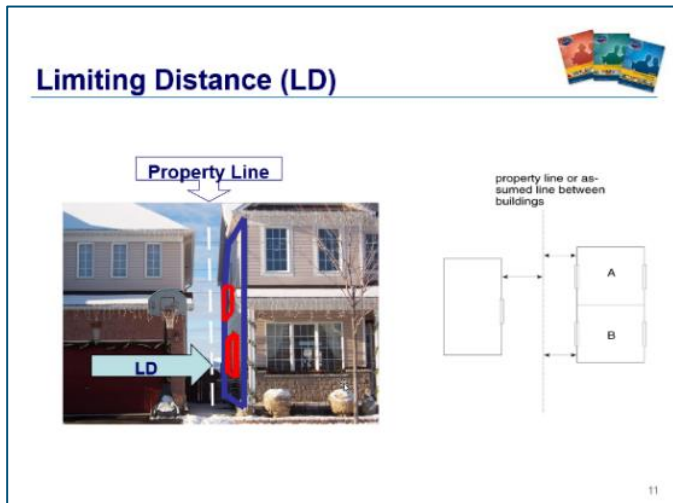 Limiting Distance (LD)
Property Line
LD
property line or as-
sumed line between
buildings
A
B
11